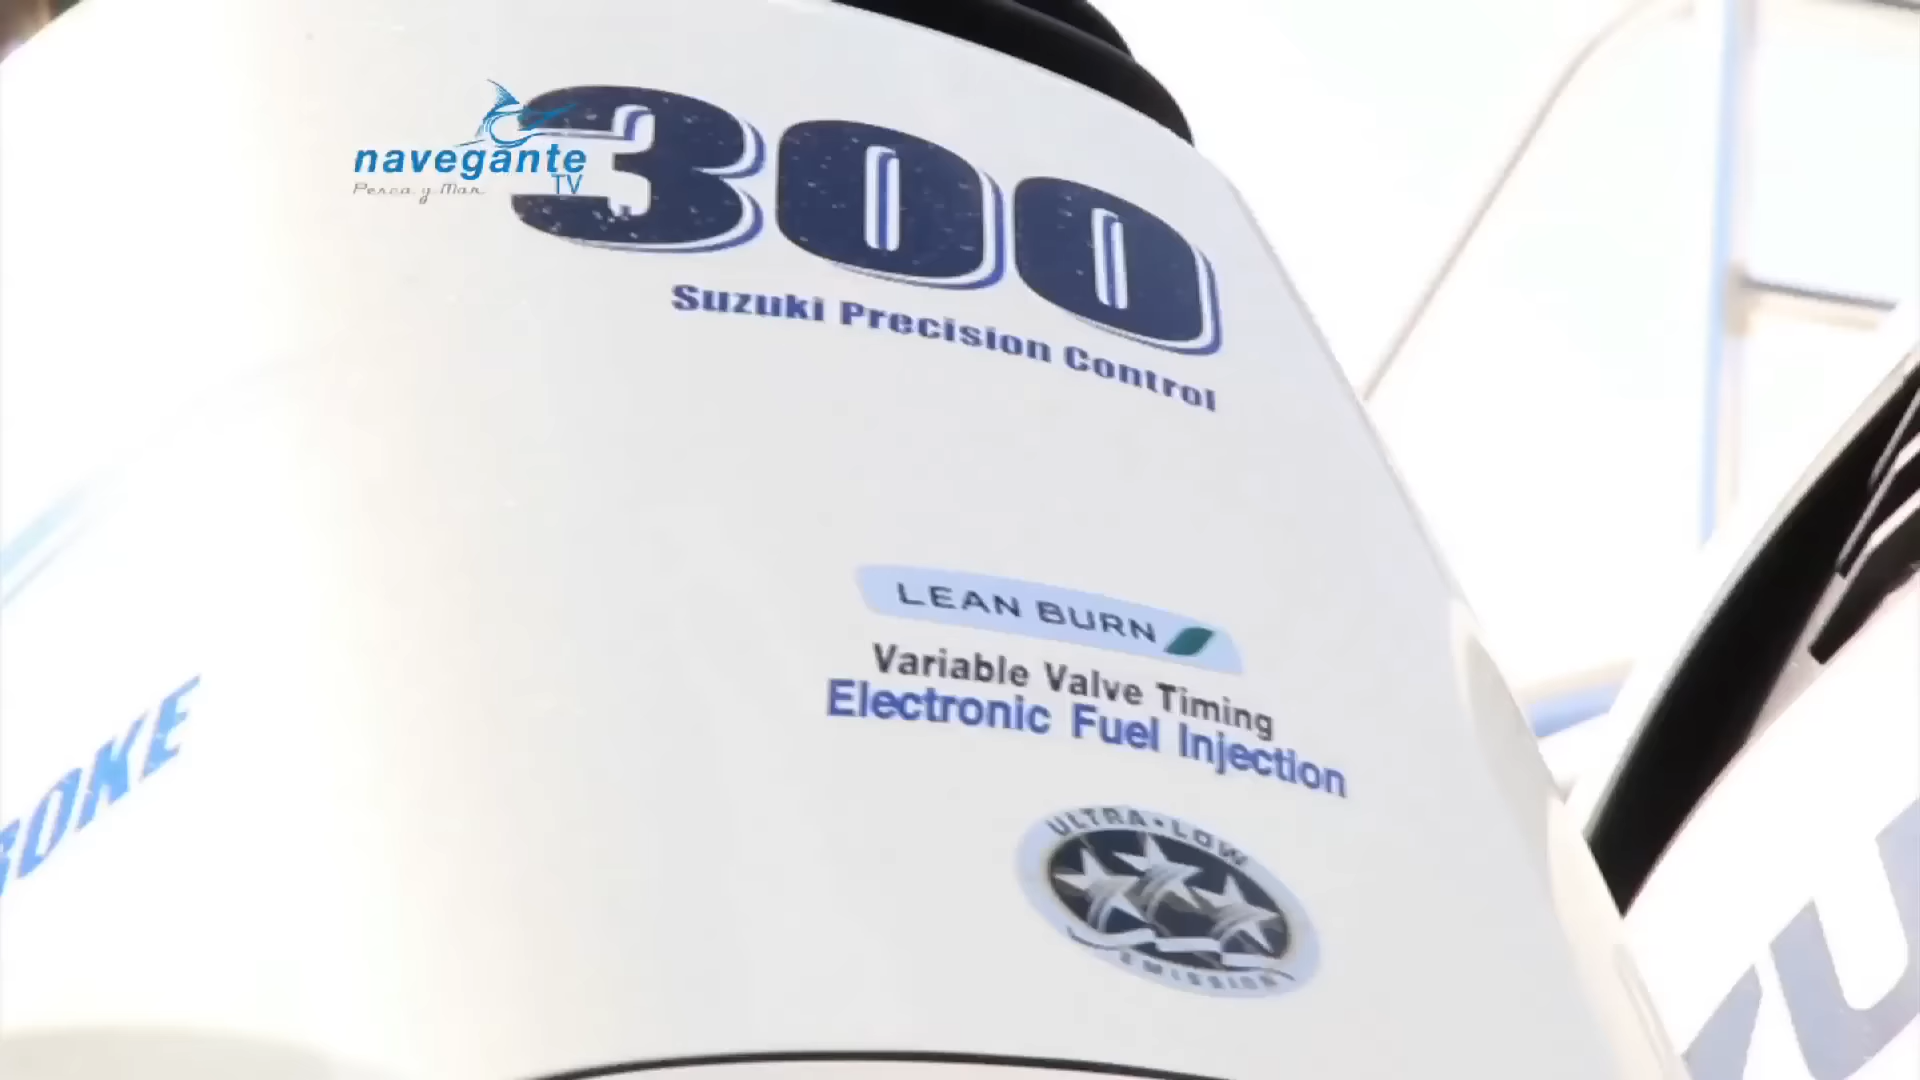 300
navegante
TV
Pesca y Mar
Suzuki Precision Control
LEAN BURN
Variable Valve Timing
Electronic Fuel Injection
ULTRA•LOW
EMISSION